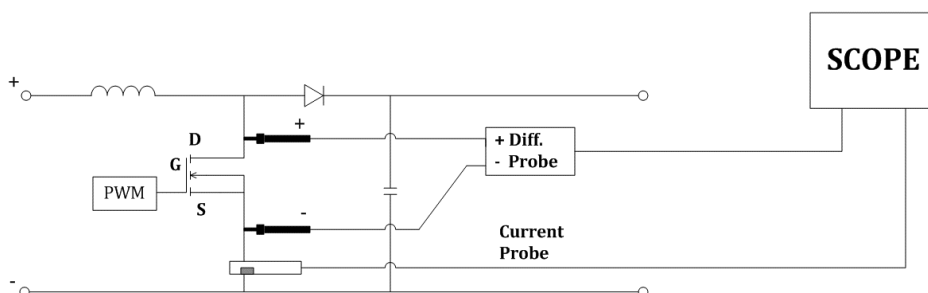 SCOPE
+
D
+
+ Diff.
- Probe
G
PWM
S
-
Current
Probe
-